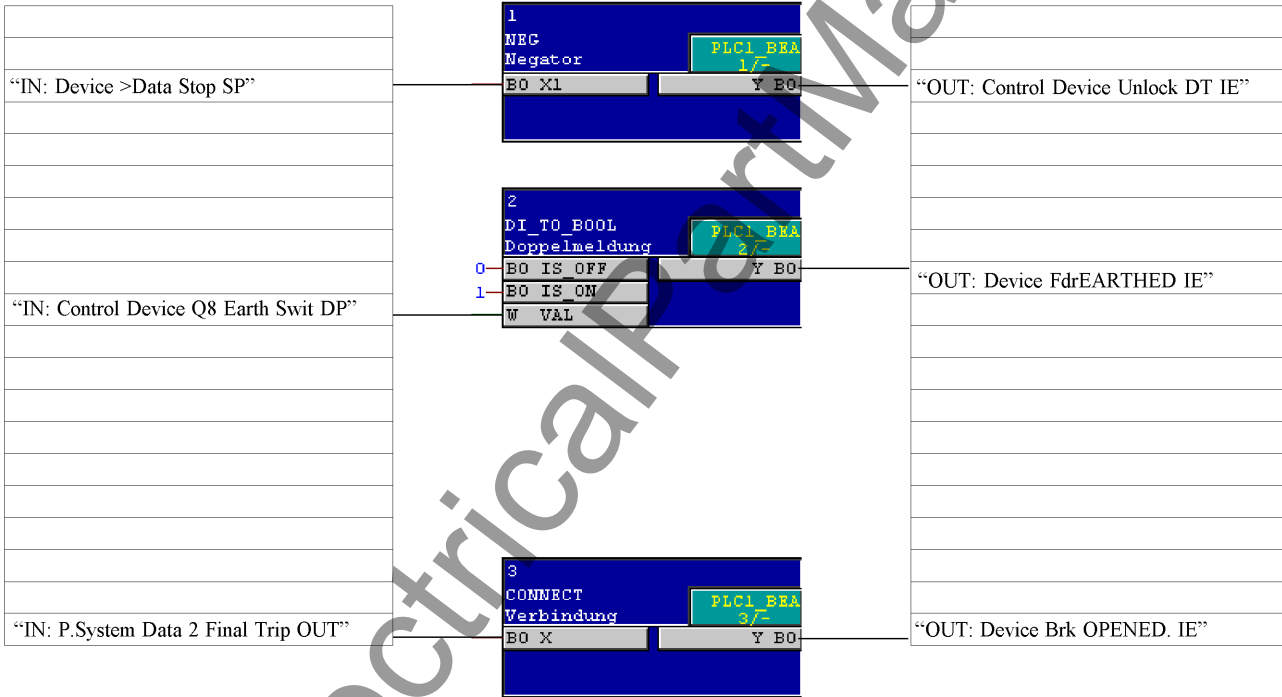 1
NEG
Negator
PLC1_BEA
1/-
“IN: Device >Data Stop SP”
BO X1
Y BO
“OUT: Control Device Unlock DT IE”
2
DI_TO_BOOL
Doppelmeldung
PLC1_BEA
2/-
0
BO IS_OFF
Y BO
“OUT: Device FdrEARTHED IE”
1
BO IS_ON
“IN: Control Device Q8 Earth Swit DP”
W VAL
3
CONNECT
Verbindung
PLC1_BEA
3/-
“IN: P.System Data 2 Final Trip OUT”
BO X
Y BO
“OUT: Device Brk OPENED. IE”